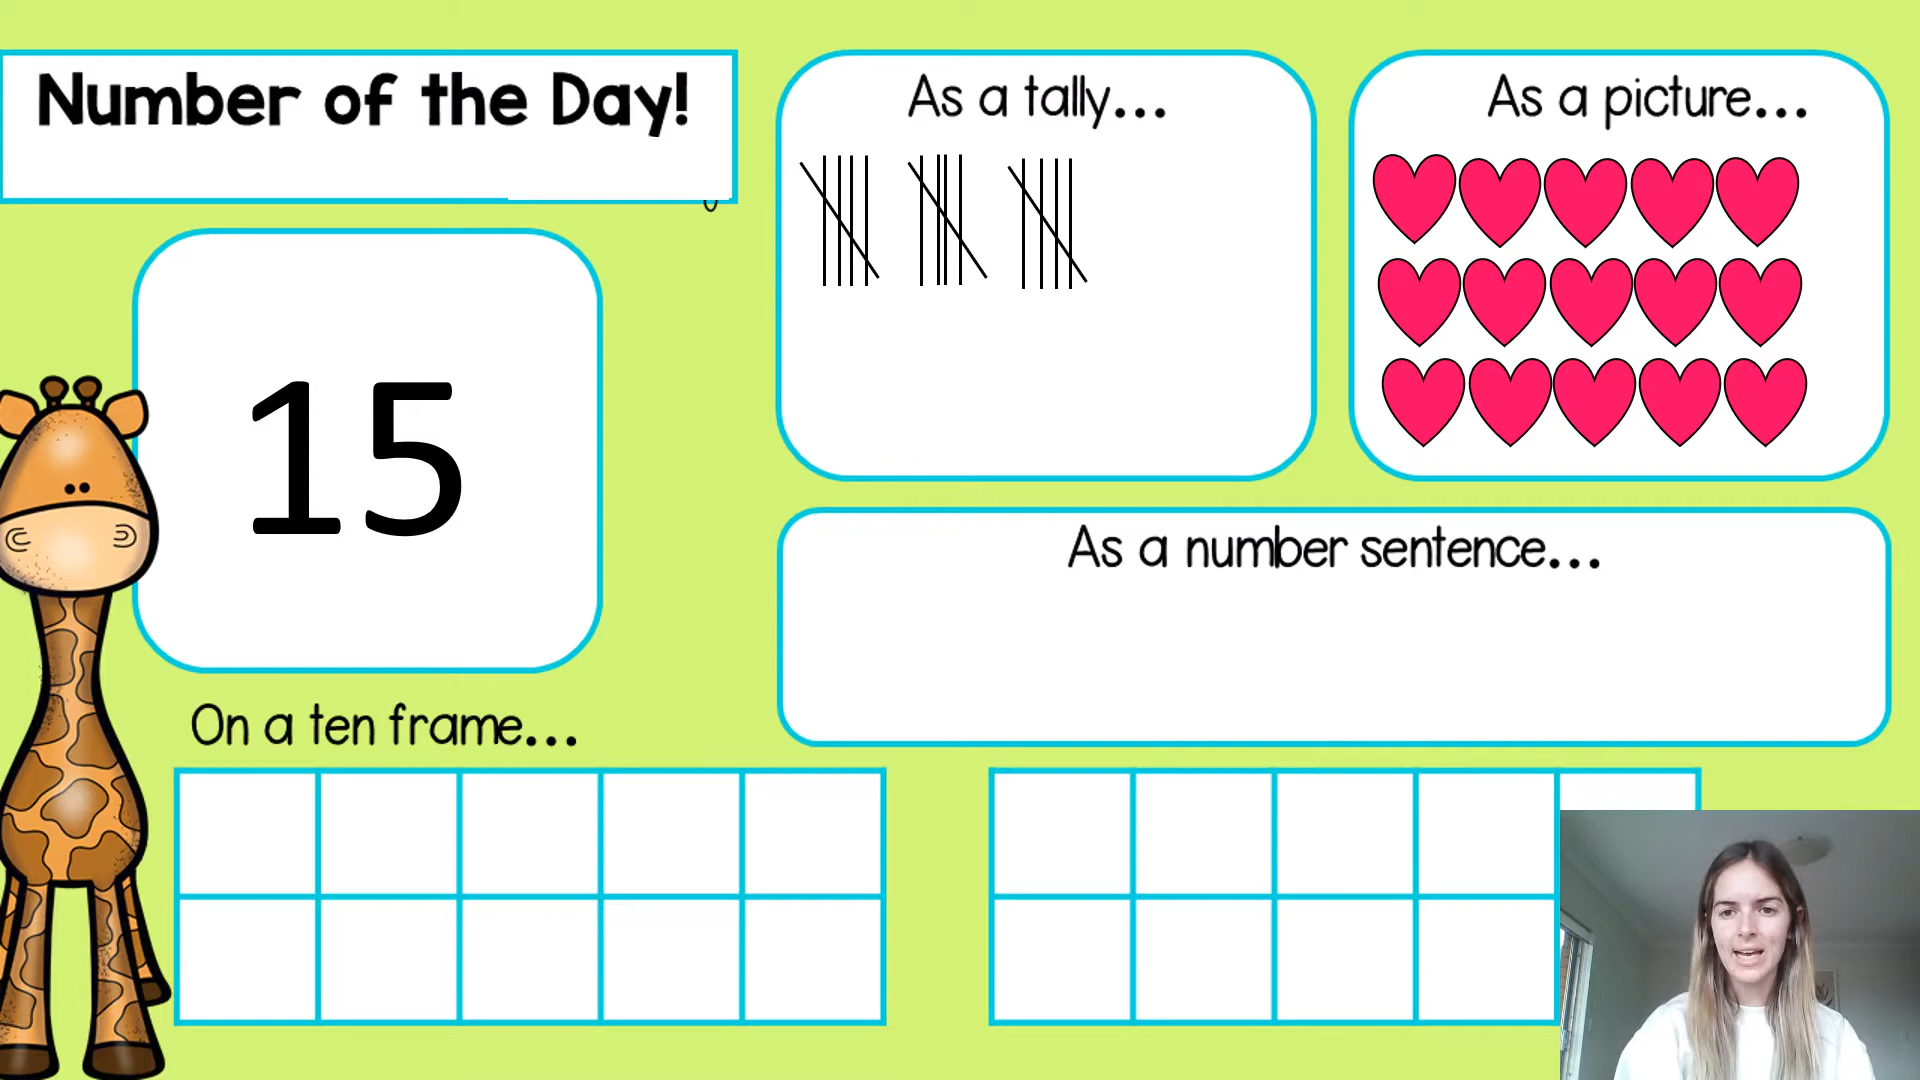 Number of the Day!
As a tally...
As a picture...
15
As a number sentence...
On a ten frame...